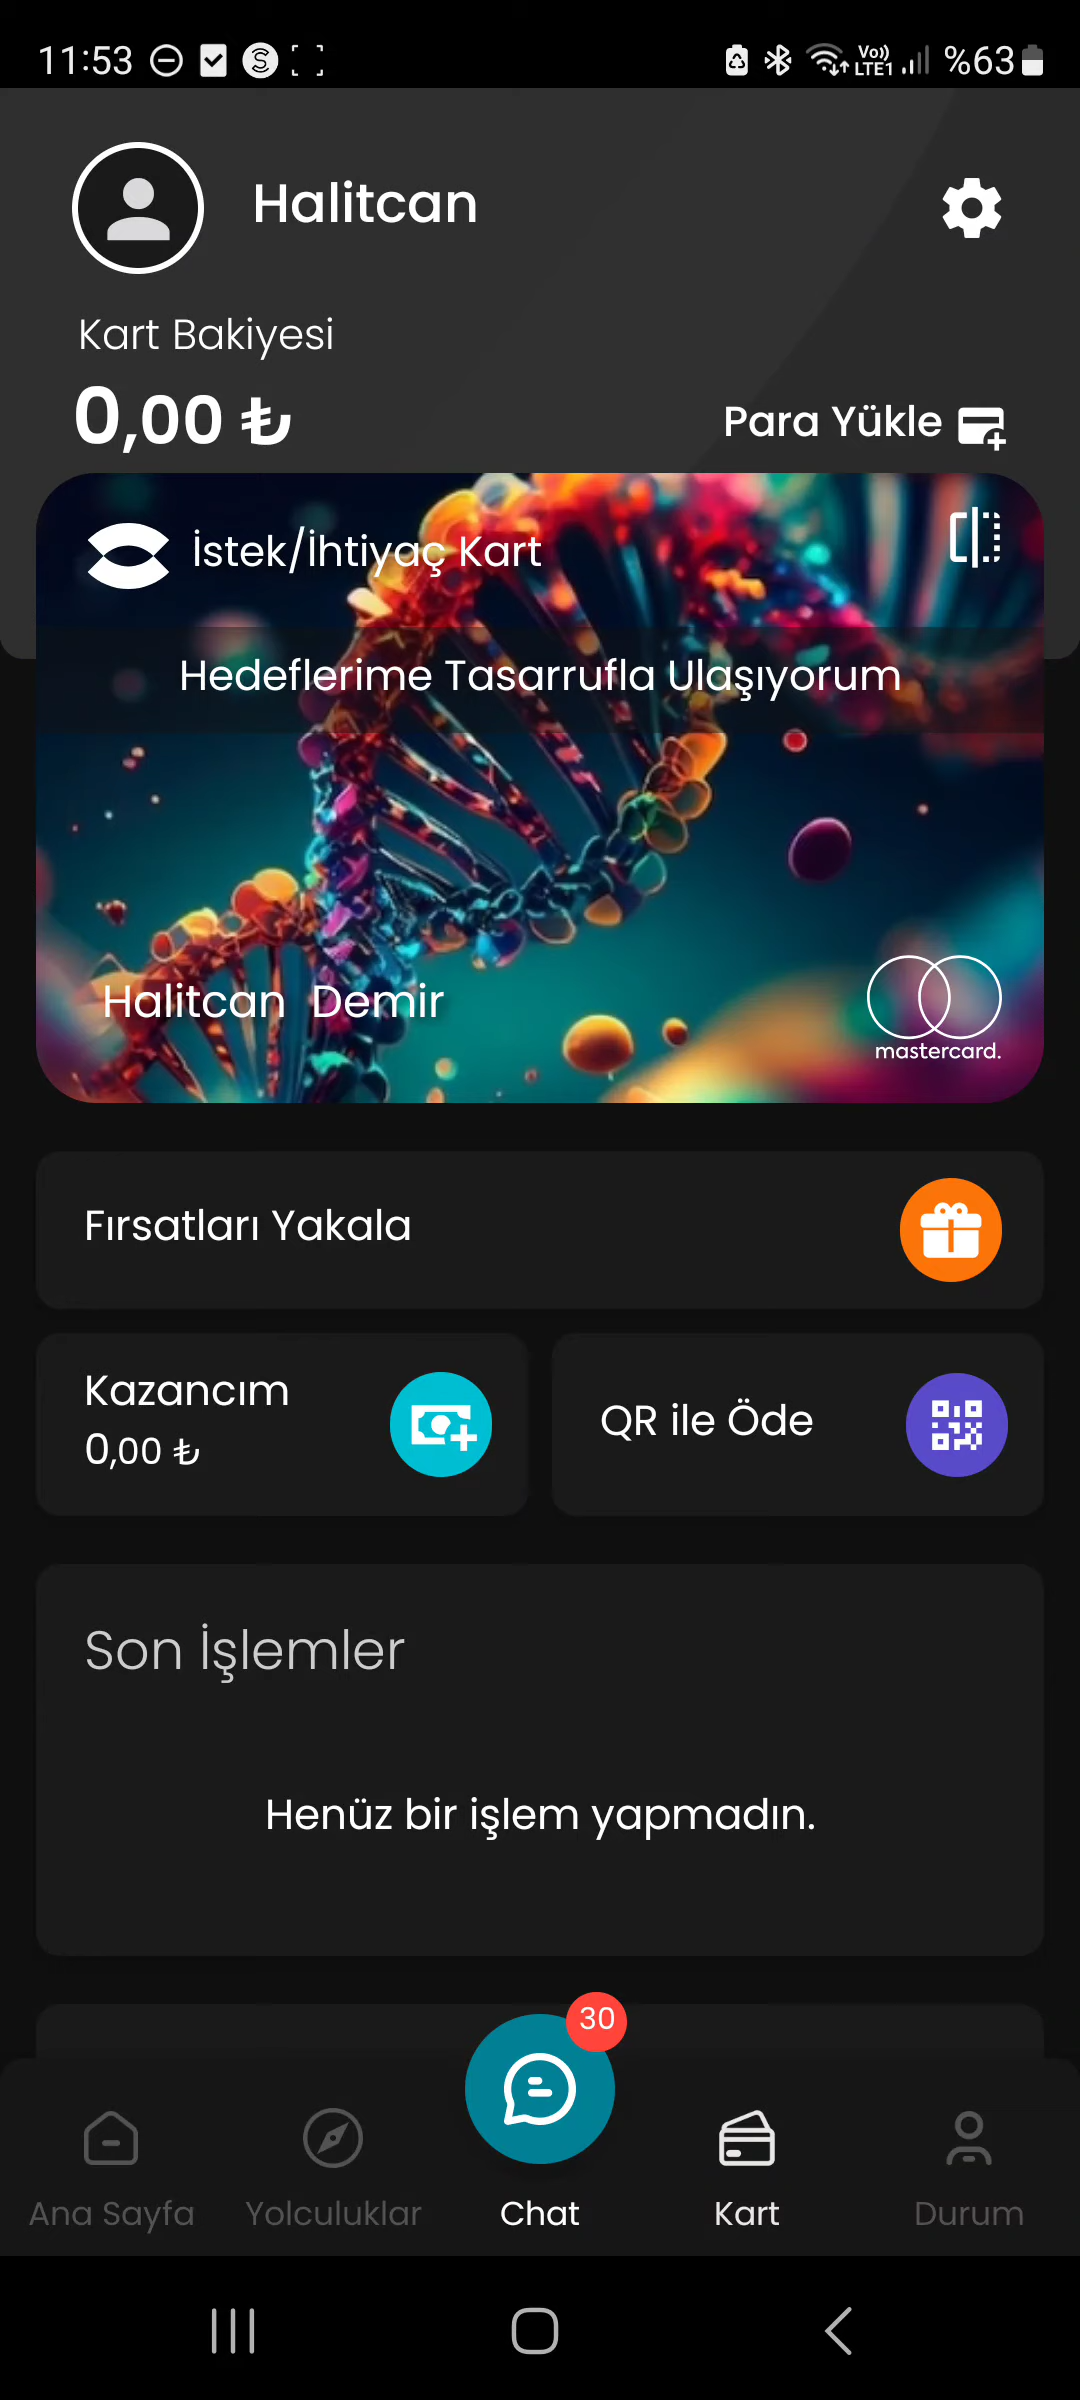 11:53 Vo)) LTE1 %63
Halitcan
Kart Bakiyesi
0,00 ₺
Para Yükle
İstek/İhtiyaç Kart
Hedeflerime Tasarrufla Ulaşıyorum
Halitcan Demir
mastercard.
Fırsatları Yakala
Kazancım
0,00 ₺
QR ile Öde
Son İşlemler
Henüz bir işlem yapmadın.
30
Ana Sayfa Yolculuklar Chat Kart Durum